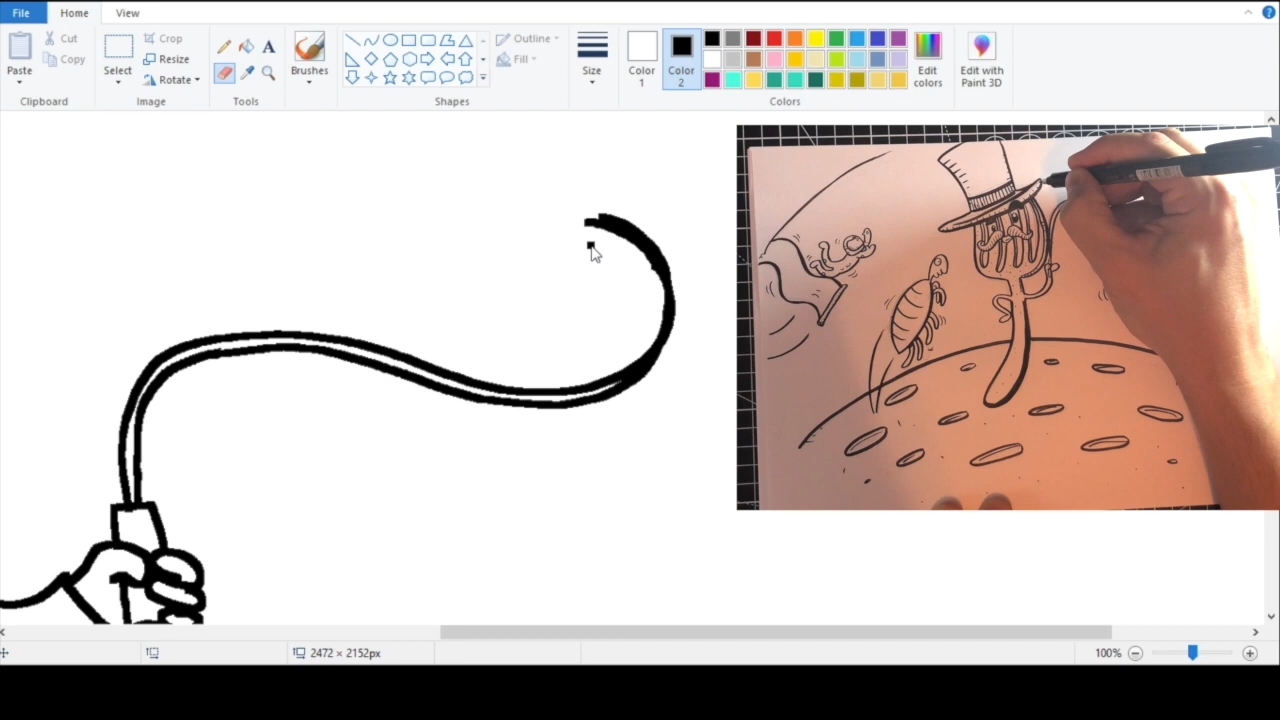 File Home View
Paste
Cut
Copy
Clipboard
Select
Crop
Resize
Rotate
Image
Tools
Brushes
Outline
Fill
Shapes
Size
Color
1
Color
2
Edit
colors
Edit with
Paint 3D
Colors
2472 × 2152px
100%